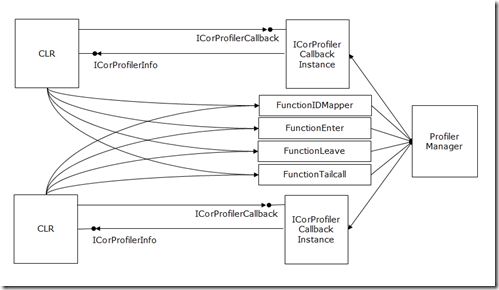 ICorProfilerCallback
CLR
ICorProfilerInfo
ICorProfiler
Callback
Instance
FunctionIDMapper
FunctionEnter
FunctionLeave
FunctionTailcall
Profiler
Manager
CLR
ICorProfilerCallback
ICorProfilerInfo
ICorProfiler
Callback
Instance